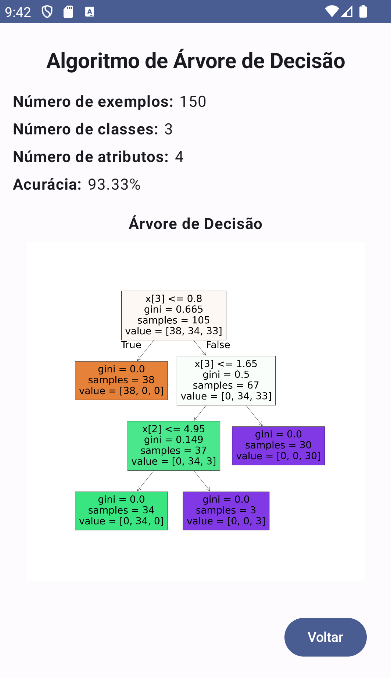 9:42
Algoritmo de Árvore de Decisão
Número de exemplos: 150
Número de classes: 3
Número de atributos: 4
Acurácia: 93.33%
Árvore de Decisão
x[3] <= 0.8
gini = 0.665
samples = 105
value = [38, 34, 33]
True
False
gini = 0.0
samples = 38
value = [38, 0, 0]
x[3] <= 1.65
gini = 0.5
samples = 67
value = [0, 34, 33]
x[2] <= 4.95
gini = 0.149
samples = 37
value = [0, 34, 3]
gini = 0.0
samples = 30
value = [0, 0, 30]
gini = 0.0
samples = 34
value = [0, 34, 0]
gini = 0.0
samples = 3
value = [0, 0, 3]
Voltar